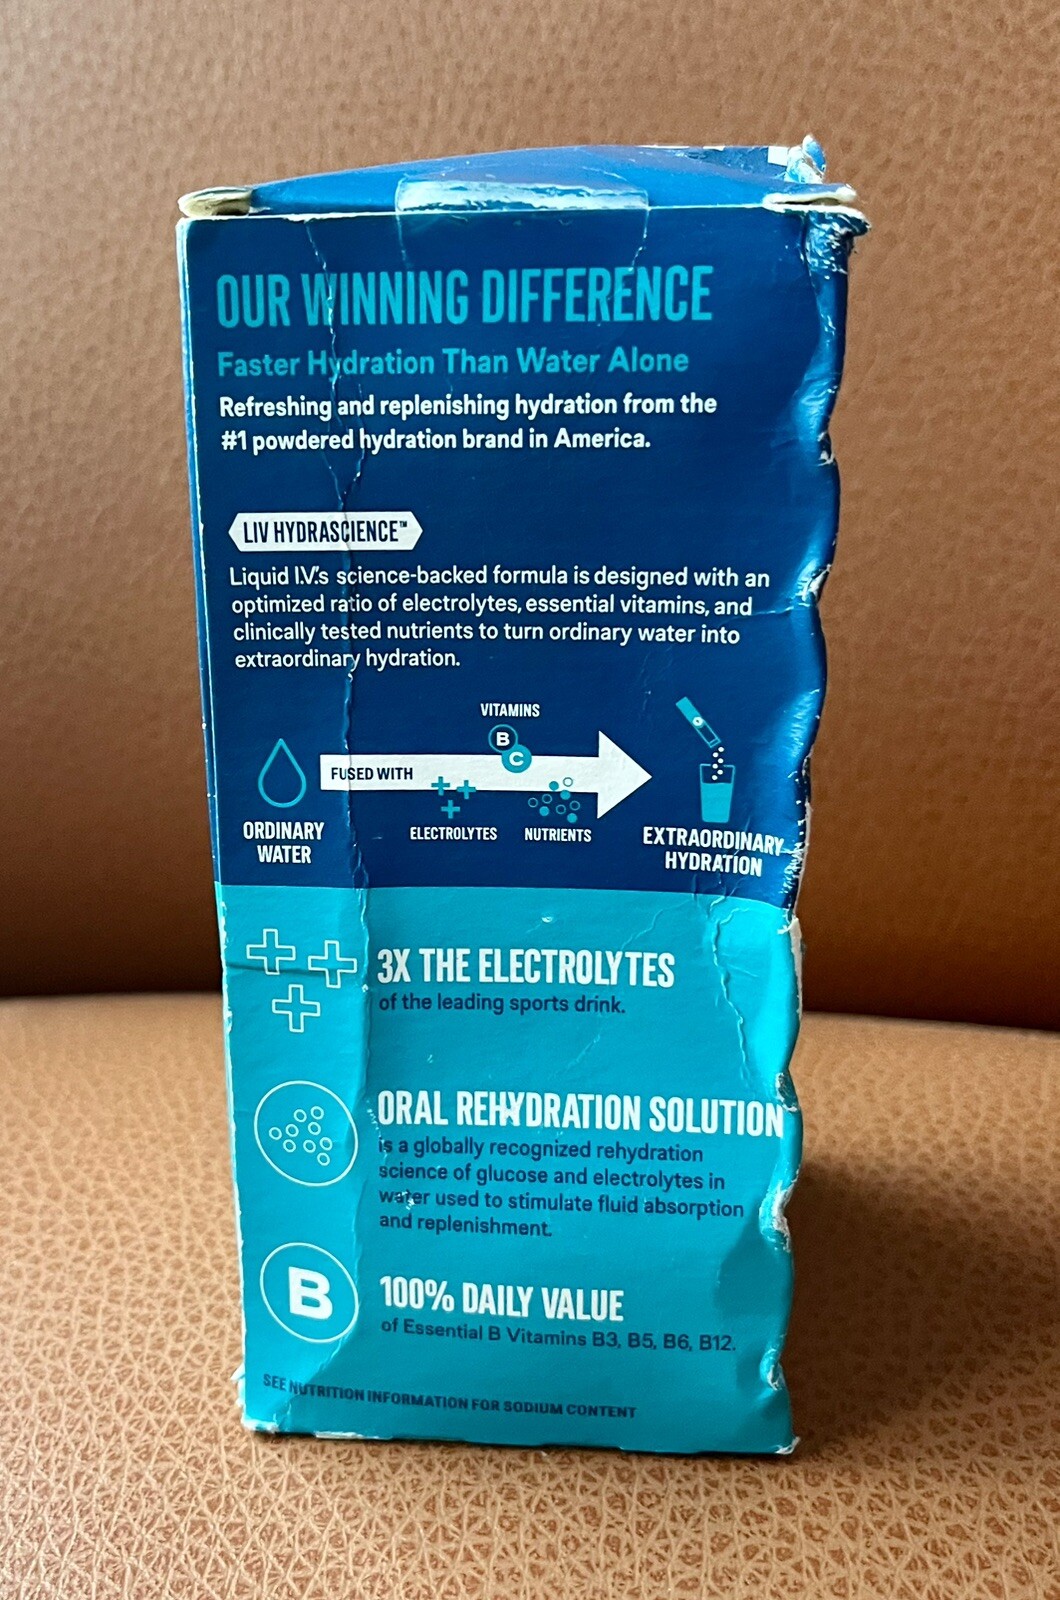 OUR WINNING DIFFERENCE
Faster Hydration Than Water Alone
Refreshing and replenishing hydration from the
#1 powdered hydration brand in America.
LIV HYDRASCIENCE™
Liquid I.V.'s science-backed formula is designed with an
optimized ratio of electrolytes, essential vitamins, and
clinically tested nutrients to turn ordinary water into
extraordinary hydration.
VITAMINS
B
C
FUSED WITH
ORDINARY
WATER
ELECTROLYTES
NUTRIENTS
EXTRAORDINARY
HYDRATION
3X THE ELECTROLYTES
of the leading sports drink.
ORAL REHYDRATION SOLUTION
is a globally recognized rehydration
science of glucose and electrolytes in
water used to stimulate fluid absorption
and replenishment.
B
100% DAILY VALUE
of Essential B Vitamins B3, B5, B6, B12.
SEE NUTRITION INFORMATION FOR SODIUM CONTENT